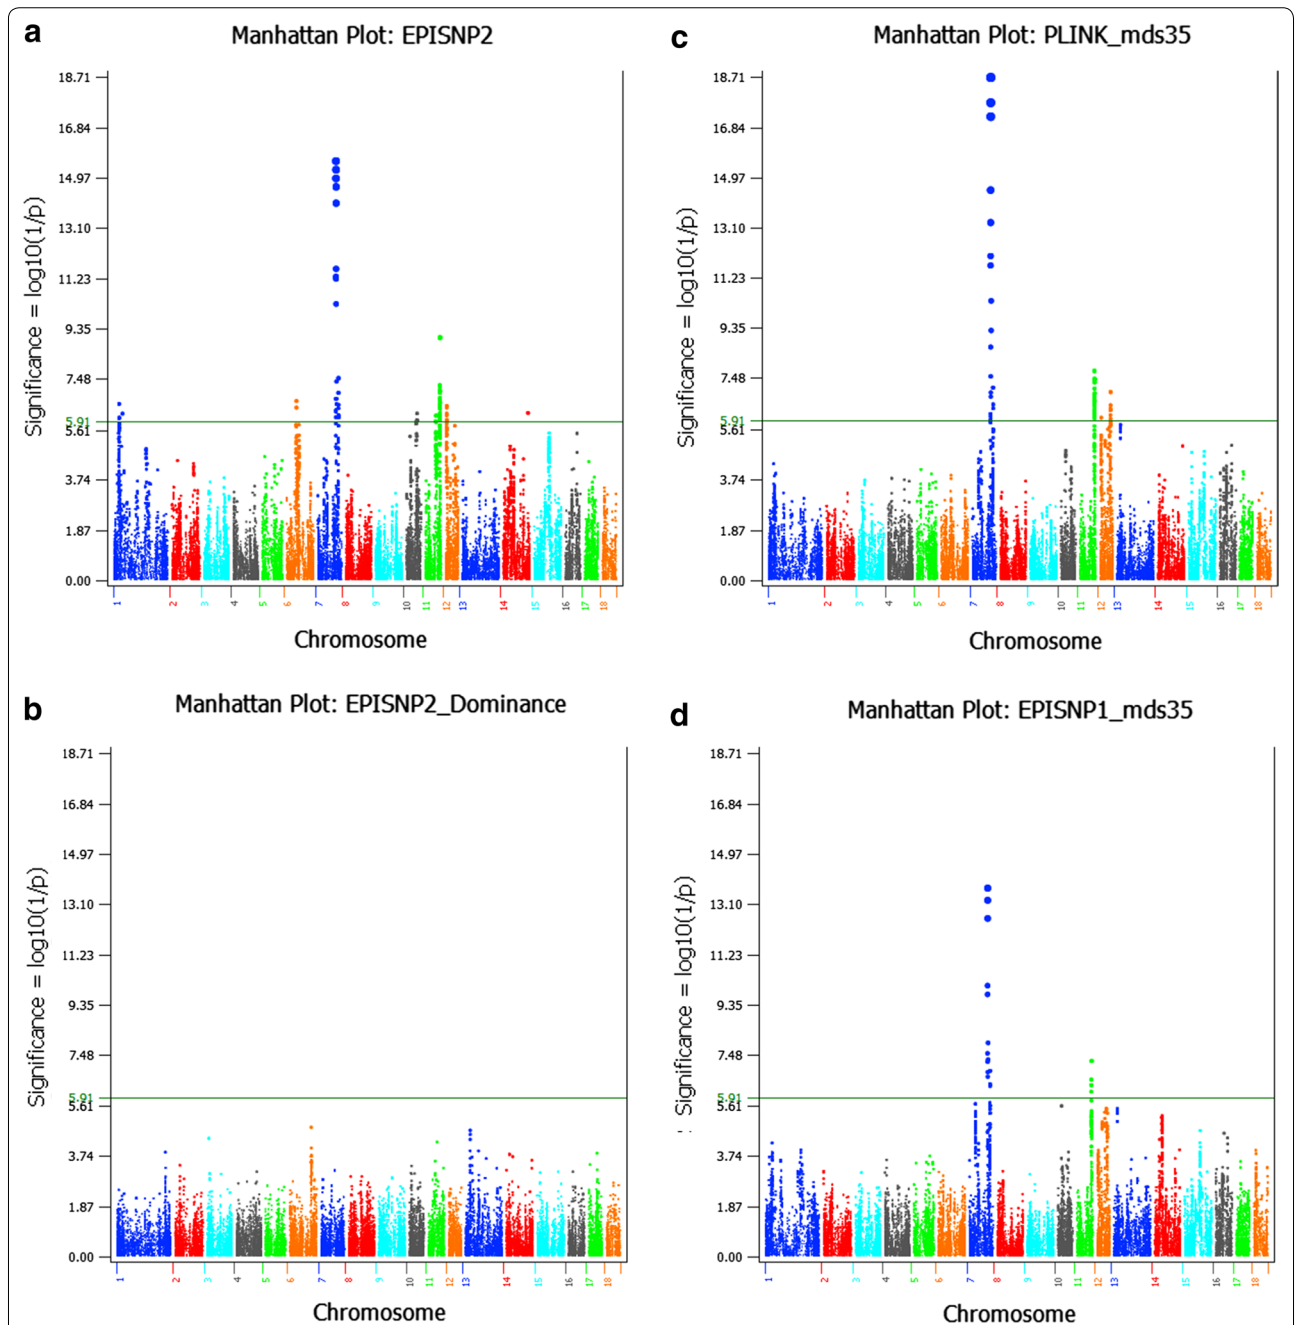 a
Manhattan Plot: EPISNP2
18.71
16.84
14.97
13.10
11.23
9.35
7.48
5.91
5.61
3.74
1.87
0.00
Significance = log10(1/p)
1 2 3 4 5 6 7 8 9 10 11 12 13 14 15 16 17 18
Chromosome
c
Manhattan Plot: PLINK_mds35
18.71
16.84
14.97
13.10
11.23
9.35
7.48
5.91
5.61
3.74
1.87
0.00
Significance = log10(1/p)
1 2 3 4 5 6 7 8 9 10 11 12 13 14 15 16 17 18
Chromosome
b
Manhattan Plot: EPISNP2_Dominance
18.71
16.84
14.97
13.10
11.23
9.35
7.48
5.91
5.61
3.74
1.87
0.00
Significance = log10(1/p)
1 2 3 4 5 6 7 8 9 10 11 12 13 14 15 16 17 18
Chromosome
d
Manhattan Plot: EPISNP1_mds35
18.71
16.84
14.97
13.10
11.23
9.35
7.48
5.91
5.61
3.74
1.87
0.00
: Significance = log10(1/p)
1 2 3 4 5 6 7 8 9 10 11 12 13 14 15 16 17 18
Chromosome